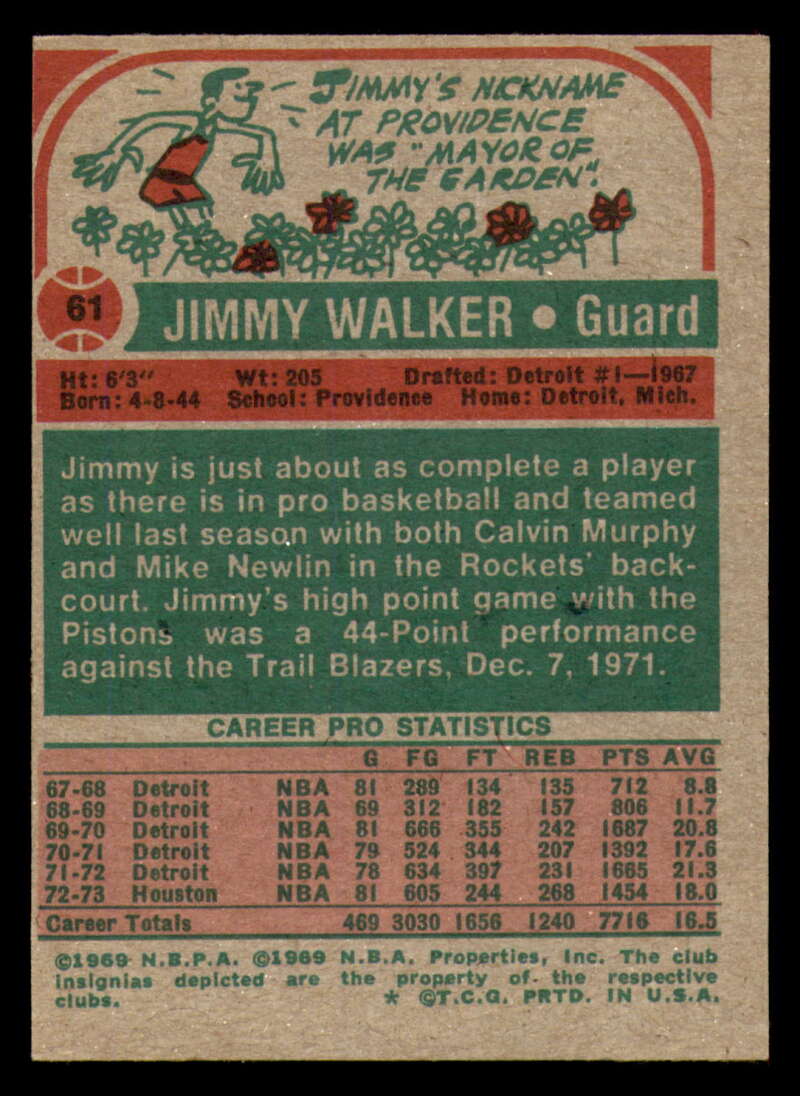 JIMMY'S NICKNAME
AT PROVIDENCE
WAS "MAYOR OF
THE GARDEN".
61
JIMMY WALKER • Guard
Ht: 6'3" Wt: 205 Drafted: Detroit #1—1967
Born: 4-8-44 School: Providence Home: Detroit, Mich.
Jimmy is just about as complete a player
as there is in pro basketball and teamed
well last season with both Calvin Murphy
and Mike Newlin in the Rockets' back-
court. Jimmy's high point game with the
Pistons was a 44-Point performance
against the Trail Blazers, Dec. 7, 1971.
CAREER PRO STATISTICS
G FG FT REB PTS AVG
67-68 Detroit NBA 81 289 134 135 712 8.8
68-69 Detroit NBA 69 312 182 157 806 11.7
69-70 Detroit NBA 81 666 355 242 1687 20.8
70-71 Detroit NBA 79 524 344 207 1392 17.6
71-72 Detroit NBA 78 634 397 231 1665 21.3
72-73 Houston NBA 81 605 244 268 1454 18.0
Career Totals 469 3030 1656 1240 7716 16.5
©1969 N.B.P.A. ©1969 N.B.A. Properties, Inc. The club
insignias depicted are the property of the respective
clubs. * ©T.C.G. PRTD. IN U.S.A.